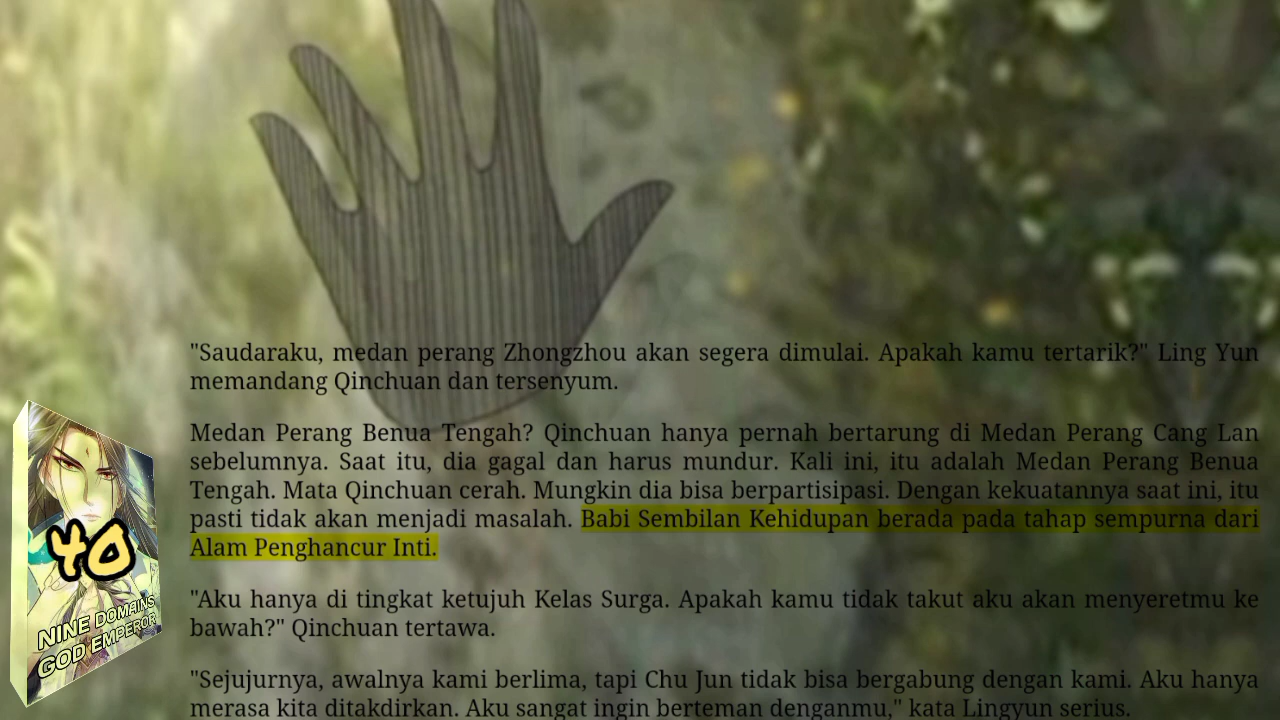 "Saudaraku, medan perang Zhongzhou akan segera dimulai. Apakah kamu tertarik?" Ling Yun
memandang Qinchuan dan tersenyum.
Medan Perang Benua Tengah? Qinchuan hanya pernah bertarung di Medan Perang Cang Lan
sebelumnya. Saat itu, dia gagal dan harus mundur. Kali ini, itu adalah Medan Perang Benua
Tengah. Mata Qinchuan cerah. Mungkin dia bisa berpartisipasi. Dengan kekuatannya saat ini, itu
pasti tidak akan menjadi masalah. Babi Sembilan Kehidupan berada pada tahap sempurna dari
Alam Penghancur Inti.
"Aku hanya di tingkat ketujuh Kelas Surga. Apakah kamu tidak takut aku akan menyeretmu ke
bawah?" Qinchuan tertawa.
"Sejujurnya, awalnya kami berlima, tapi Chu Jun tidak bisa bergabung dengan kami. Aku hanya
merasa kita ditakdirkan. Aku sangat ingin berteman denganmu," kata Lingyun serius.
40
NINE DOMAINS
GOD EMPEROR